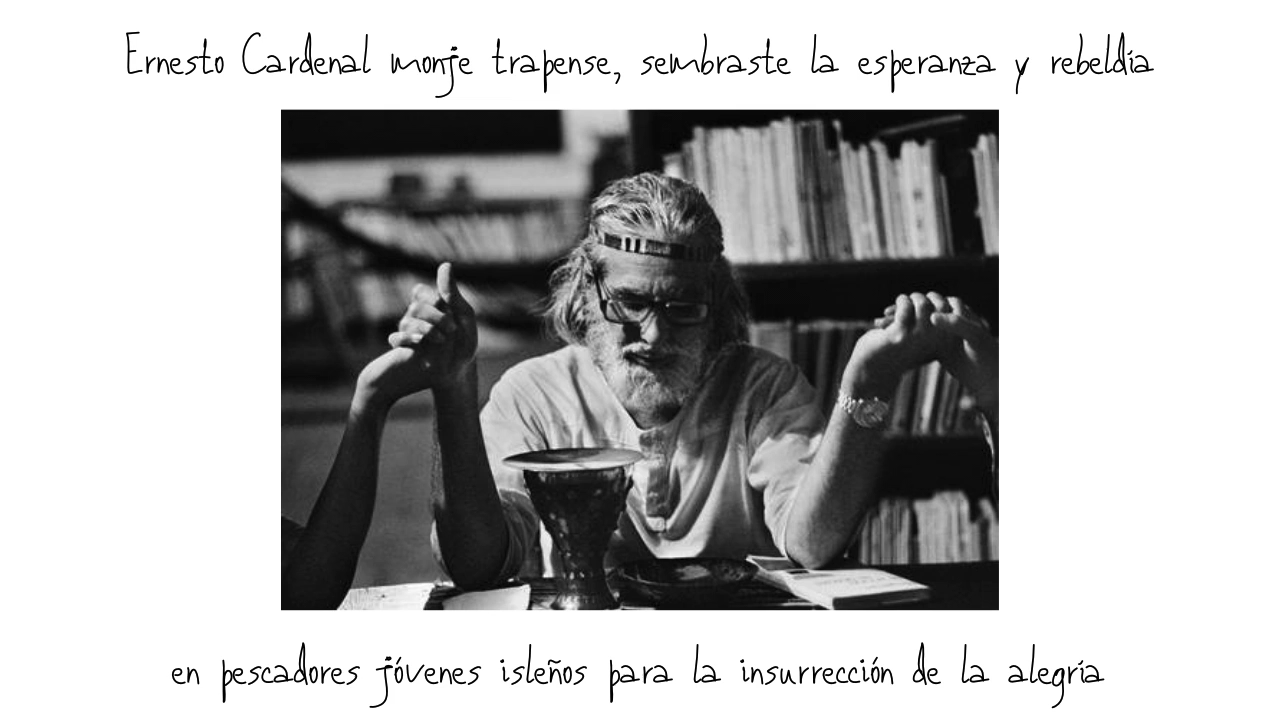 Ernesto Cardenal monje trapense, sembraste la esperanza y rebeldía
en pescadores jóvenes isleños para la insurrección de la alegría